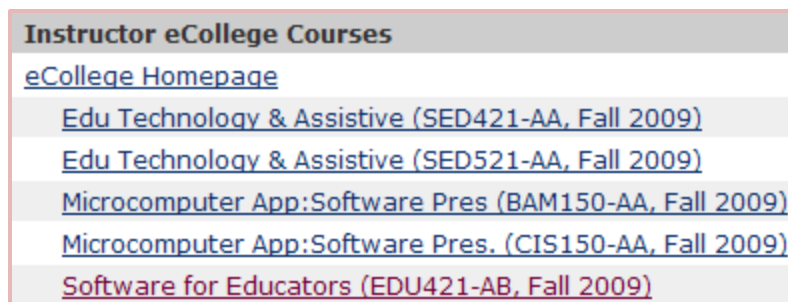 Instructor eCollege Courses
eCollege Homepage
Edu Technology & Assistive (SED421-AA, Fall 2009)
Edu Technology & Assistive (SED521-AA, Fall 2009)
Microcomputer App:Software Pres (BAM150-AA, Fall 2009)
Microcomputer App:Software Pres. (CIS150-AA, Fall 2009)
Software for Educators (EDU421-AB, Fall 2009)